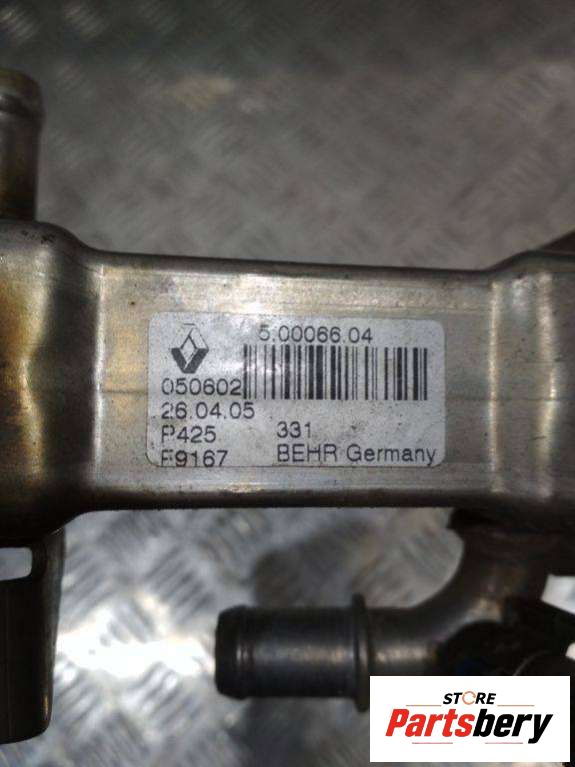 5.00066.04
050602
26.04.05
P425 331
F9167 BEHR Germany
STORE
Partsbery